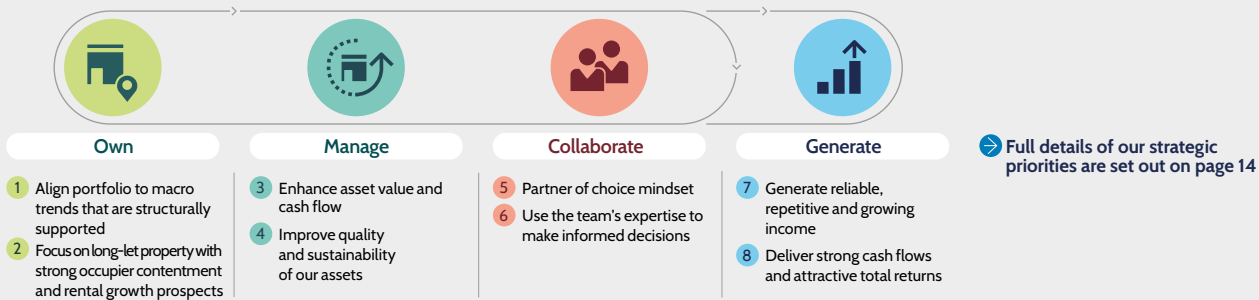 Own
1 Align portfolio to macro
trends that are structurally
supported
2 Focus on long-let property with
strong occupier contentment
and rental growth prospects
Manage
3 Enhance asset value and
cash flow
4 Improve quality
and sustainability
of our assets
Collaborate
5 Partner of choice mindset
6 Use the team's expertise to
make informed decisions
Generate
7 Generate reliable,
repetitive and growing
income
8 Deliver strong cash flows
and attractive total returns
Full details of our strategic
priorities are set out on page 14